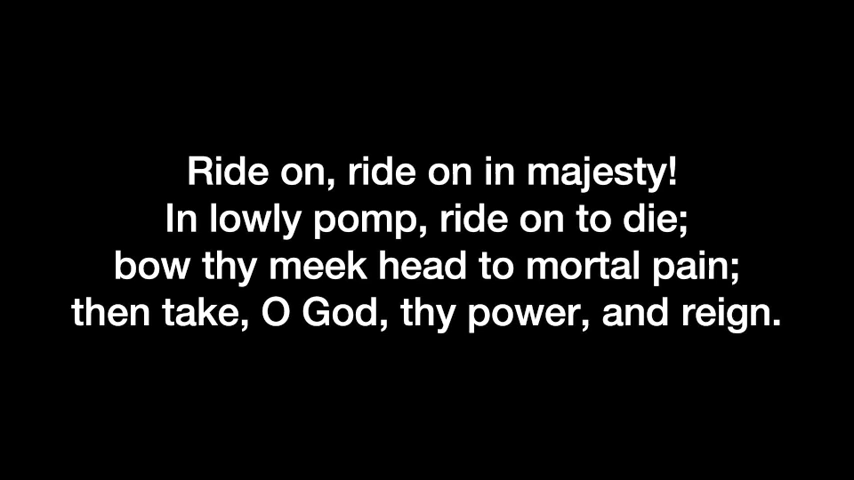 Ride on, ride on in majesty!
In lowly pomp, ride on to die;
bow thy meek head to mortal pain;
then take, O God, thy power, and reign.